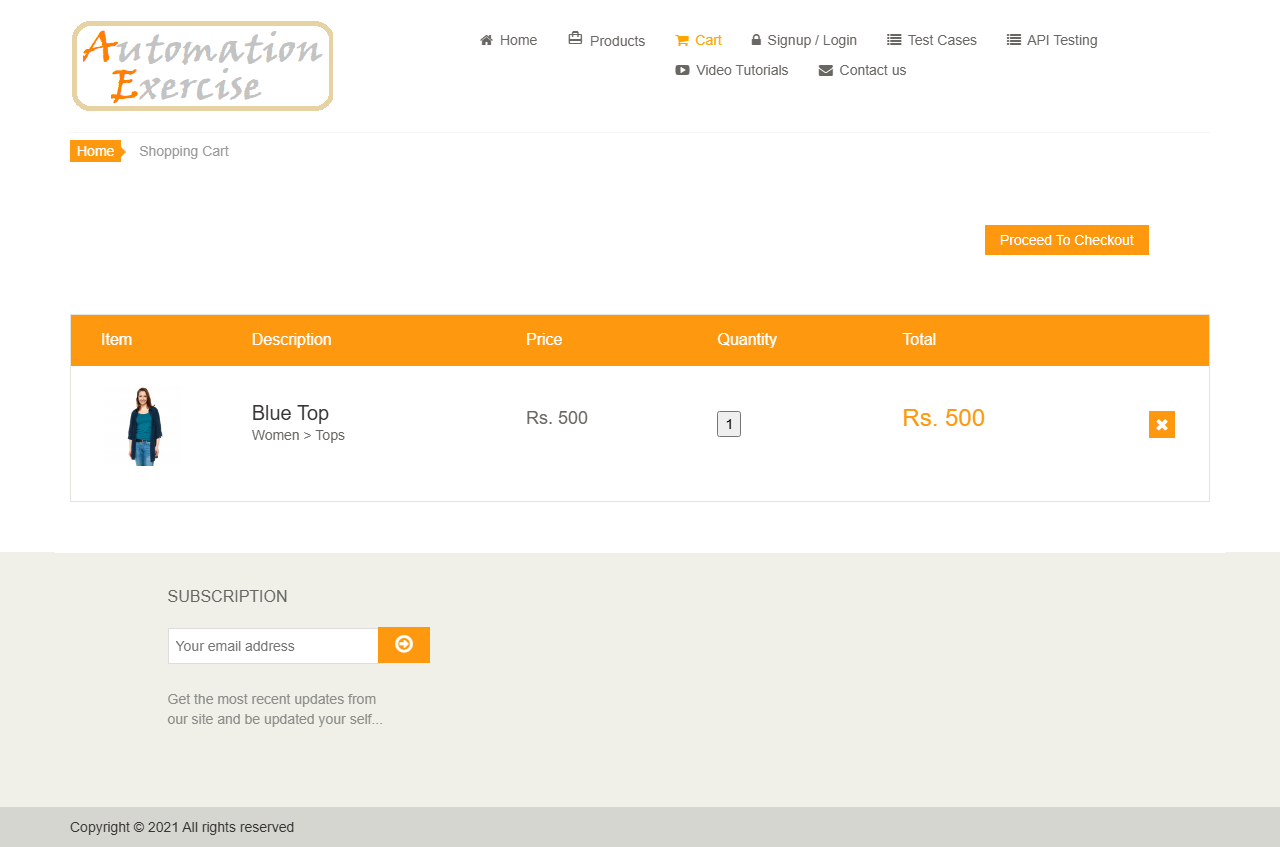 Automation
Exercise
Home
Products
Cart
Signup / Login
Test Cases
API Testing
Video Tutorials
Contact us
Home
Shopping Cart
Proceed To Checkout
Item Description Price Quantity Total
Blue Top
Women > Tops
Rs. 500
1
Rs. 500
SUBSCRIPTION
Your email address
Get the most recent updates from
our site and be updated your self...
Copyright © 2021 All rights reserved